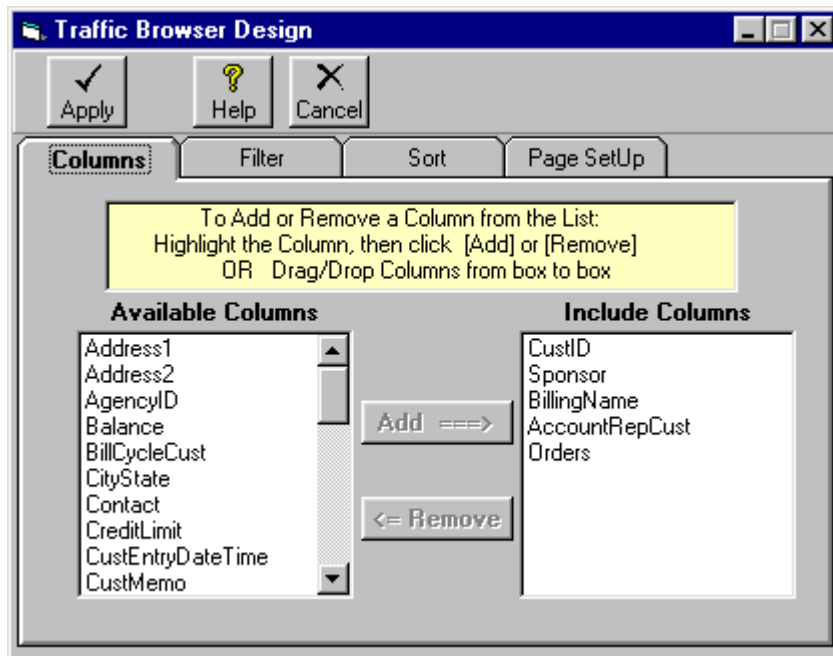 Traffic Browser Design
Apply
Help
Cancel
Columns
Filter
Sort
Page SetUp
To Add or Remove a Column from the List:
Highlight the Column, then click [Add] or [Remove]
OR Drag/Drop Columns from box to box
Available Columns
Address1
Address2
AgencyID
Balance
BillCycleCust
CityState
Contact
CreditLimit
CustEntryDateTime
CustMemo
Add ===>
<= Remove
Include Columns
CustID
Sponsor
BillingName
AccountRepCust
Orders